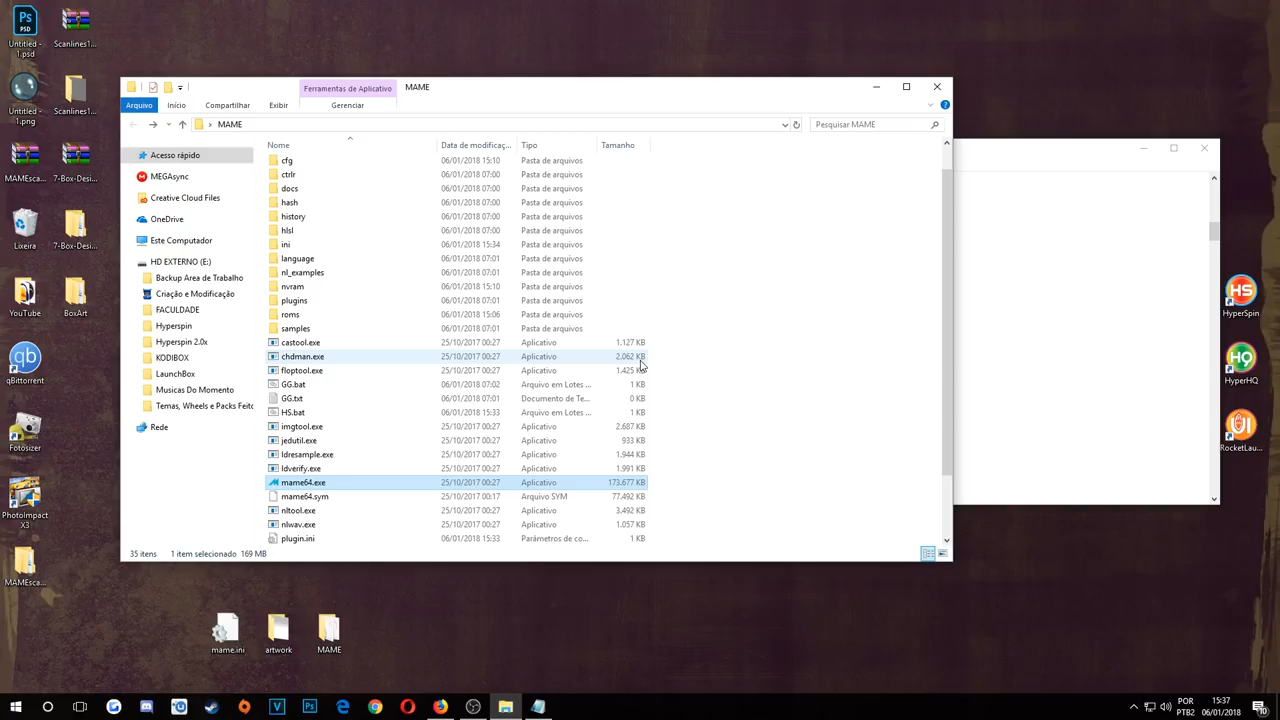 Untitled - 1.psd
Scanlines1...
Untitled - 1.png
Scanlines1...
MAMEsca...
7-Box-Desi...
Lixeira
7-Box-Desi...
YouTube
BoxArt
qBittorrent
Fotosizer
PhotoImpact X3
MAMEsca...
mame.ini
artwork
MAME
Ferramentas de Aplicativo
MAME
Arquivo
Início
Compartilhar
Exibir
Gerenciar
MAME
Pesquisar MAME
Acesso rápido
MEGAsync
Creative Cloud Files
OneDrive
Este Computador
HD EXTERNO (E:)
Backup Area de Trabalho
Criação e Modificação
FACULDADE
Hyperspin
Hyperspin 2.0x
KODIBOX
LaunchBox
Musicas Do Momento
Temas, Wheels e Packs Feito
Rede
Nome Data de modificaç... Tipo Tamanho
cfg 06/01/2018 15:10 Pasta de arquivos
ctrlr 06/01/2018 07:00 Pasta de arquivos
docs 06/01/2018 07:00 Pasta de arquivos
hash 06/01/2018 07:00 Pasta de arquivos
history 06/01/2018 07:00 Pasta de arquivos
hlsl 06/01/2018 07:00 Pasta de arquivos
ini 06/01/2018 15:34 Pasta de arquivos
language 06/01/2018 07:01 Pasta de arquivos
nl_examples 06/01/2018 07:01 Pasta de arquivos
nvram 06/01/2018 15:10 Pasta de arquivos
plugins 06/01/2018 07:01 Pasta de arquivos
roms 06/01/2018 15:06 Pasta de arquivos
samples 06/01/2018 07:01 Pasta de arquivos
castool.exe 25/10/2017 00:27 Aplicativo 1.127 KB
chdman.exe 25/10/2017 00:27 Aplicativo 2.062 KB
floptool.exe 25/10/2017 00:27 Aplicativo 1.425
GG.bat 06/01/2018 07:02 Arquivo em Lotes ... 1 KB
GG.txt 06/01/2018 07:01 Documento de Te... 0 KB
HS.bat 06/01/2018 15:33 Arquivo em Lotes ... 1 KB
imgtool.exe 25/10/2017 00:27 Aplicativo 2.687 KB
jedutil.exe 25/10/2017 00:27 Aplicativo 933 KB
ldresample.exe 25/10/2017 00:27 Aplicativo 1.944 KB
ldverify.exe 25/10/2017 00:27 Aplicativo 1.991 KB
mame64.exe 25/10/2017 00:27 Aplicativo 173.677 KB
mame64.sym 25/10/2017 00:17 Arquivo SYM 77.492 KB
nltool.exe 25/10/2017 00:27 Aplicativo 3.492 KB
nlwav.exe 25/10/2017 00:27 Aplicativo 1.057 KB
plugin.ini 06/01/2018 15:33 Parâmetros de co... 1 KB
35 itens 1 item selecionado 169 MB
HyperSpin
HyperHQ
RocketLau...
POR
PTB2
15:37
06/01/2018
10